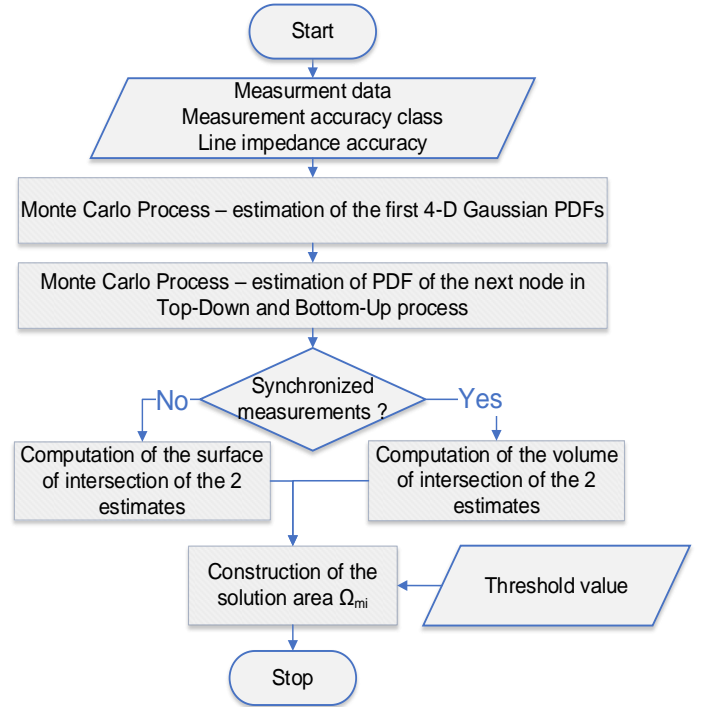 Start
Measurment data
Measurement accuracy class
Line impedance accuracy
Monte Carlo Process – estimation of the first 4-D Gaussian PDFs
Monte Carlo Process – estimation of PDF of the next node in
Top-Down and Bottom-Up process
Synchronized
measurements ?
No
Yes
Computation of the surface
of intersection of the 2
estimates
Computation of the volume
of intersection of the 2
estimates
Construction of the
solution area Ωmi
Threshold value
Stop